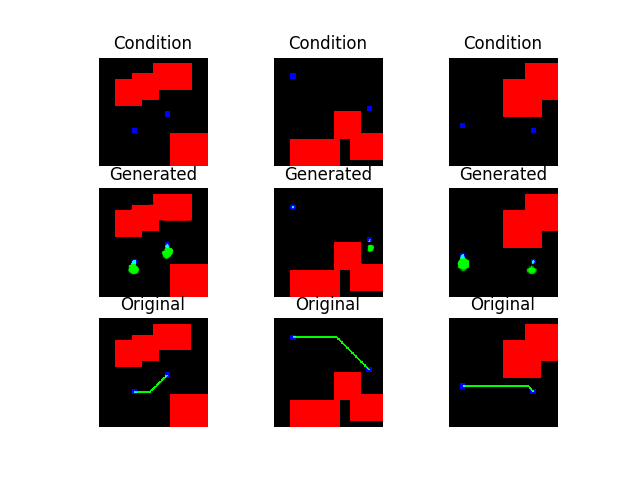 Condition Condition Condition
Generated Generated Generated
Original Original Original